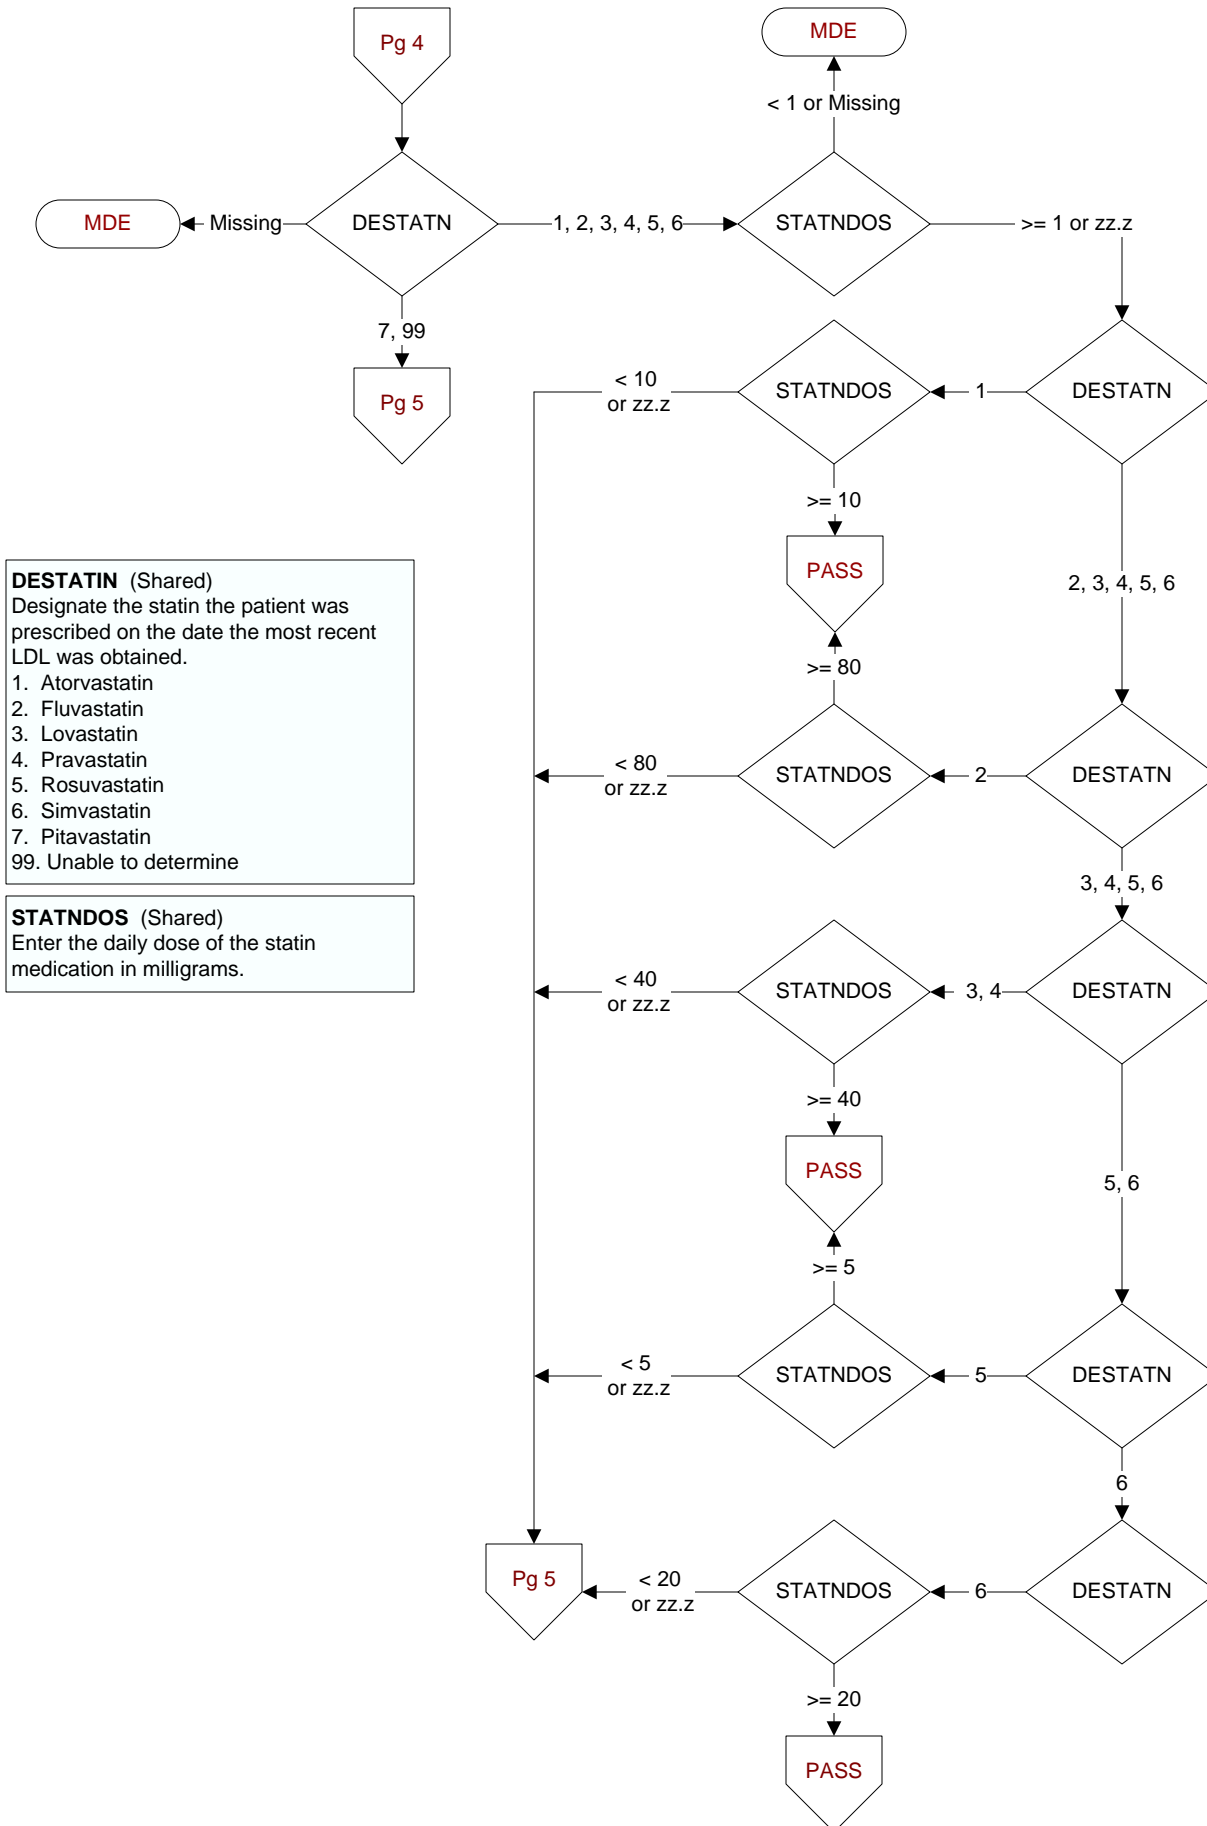 Pg 4
MDE
< 1 or Missing
MDE
Missing
DESTATN
1, 2, 3, 4, 5, 6
STATNDOS
>= 1 or zz.z
7, 99
Pg 5
< 10
or zz.z
STATNDOS
1
DESTATN
>= 10
PASS
2, 3, 4, 5, 6
>= 80
< 80
or zz.z
STATNDOS
2
DESTATN
3, 4, 5, 6
DESTATIN (Shared)
Designate the statin the patient was
prescribed on the date the most recent
LDL was obtained.
1. Atorvastatin
2. Fluvastatin
3. Lovastatin
4. Pravastatin
5. Rosuvastatin
6. Simvastatin
7. Pitavastatin
99. Unable to determine
STATNDOS (Shared)
Enter the daily dose of the statin
medication in milligrams.
< 40
or zz.z
STATNDOS
3, 4
DESTATN
>= 40
PASS
5, 6
>= 5
< 5
or zz.z
STATNDOS
5
DESTATN
6
Pg 5
< 20
or zz.z
STATNDOS
6
DESTATN
>= 20
PASS